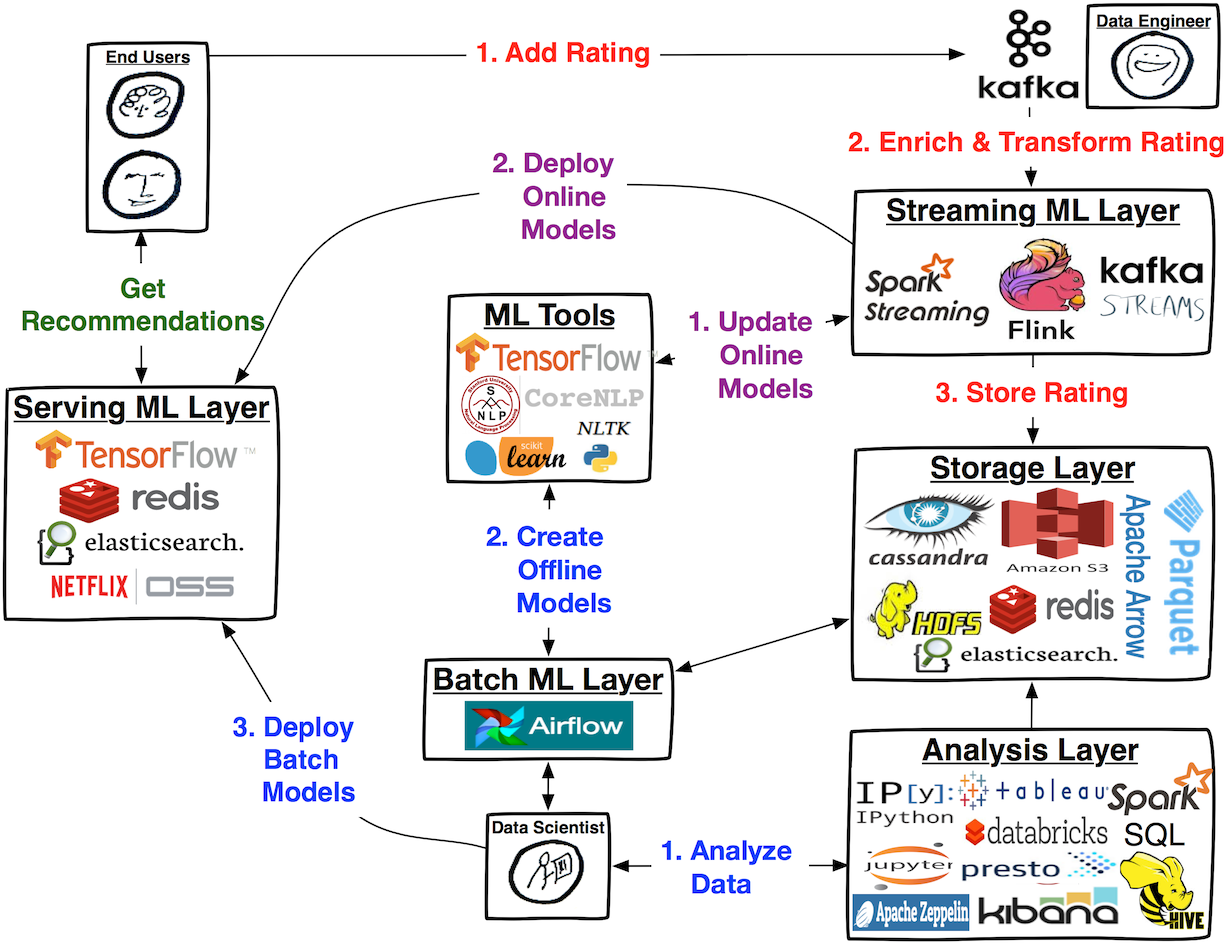 End Users
1. Add Rating
kafka
Data Engineer
2. Enrich & Transform Rating
2. Deploy
Online
Models
Streaming ML Layer
Spark
Streaming
Flink
kafka
STREAMS
Get
Recommendations
ML Tools
TensorFlow
Stanford University
S
NLP
Natural Language Processing
CoreNLP
NLTK
scikit
learn
1. Update
Online
Models
3. Store Rating
Serving ML Layer
TensorFlow™
redis
elasticsearch.
NETFLIX OSS
Storage Layer
cassandra
Amazon S3
Apache Arrow
Parquet
HDFS
redis
elasticsearch.
2. Create
Offline
Models
Batch ML Layer
Airflow
3. Deploy
Batch
Models
Data Scientist
1. Analyze
Data
Analysis Layer
IP[y]:
IPython
tableau
Spark
databricks
SQL
jupyter
presto
Apache Zeppelin
kibana
HIVE